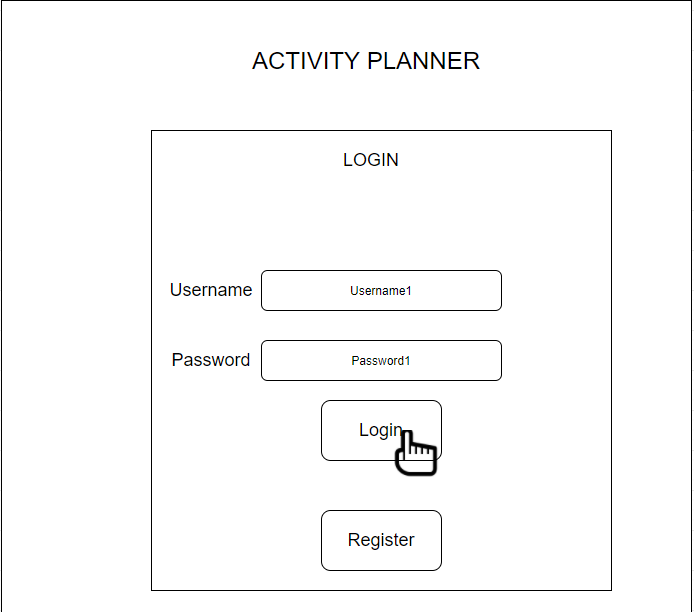 ACTIVITY PLANNER
LOGIN
Username Username1
Password Password1
Login
Register